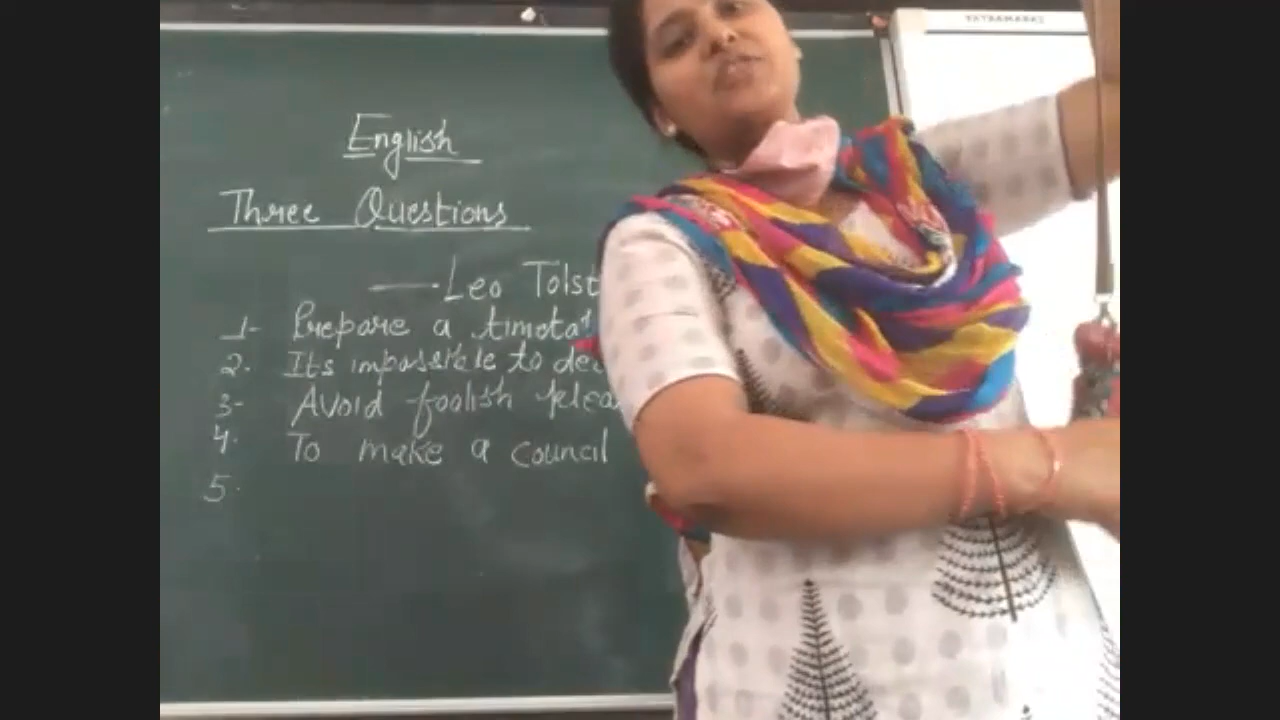 English
Three Questions
— Leo Tolst
1- Prepare a timeta
2. Its impossible to dec
3- Avoid foolish plea
4. To make a council
5.